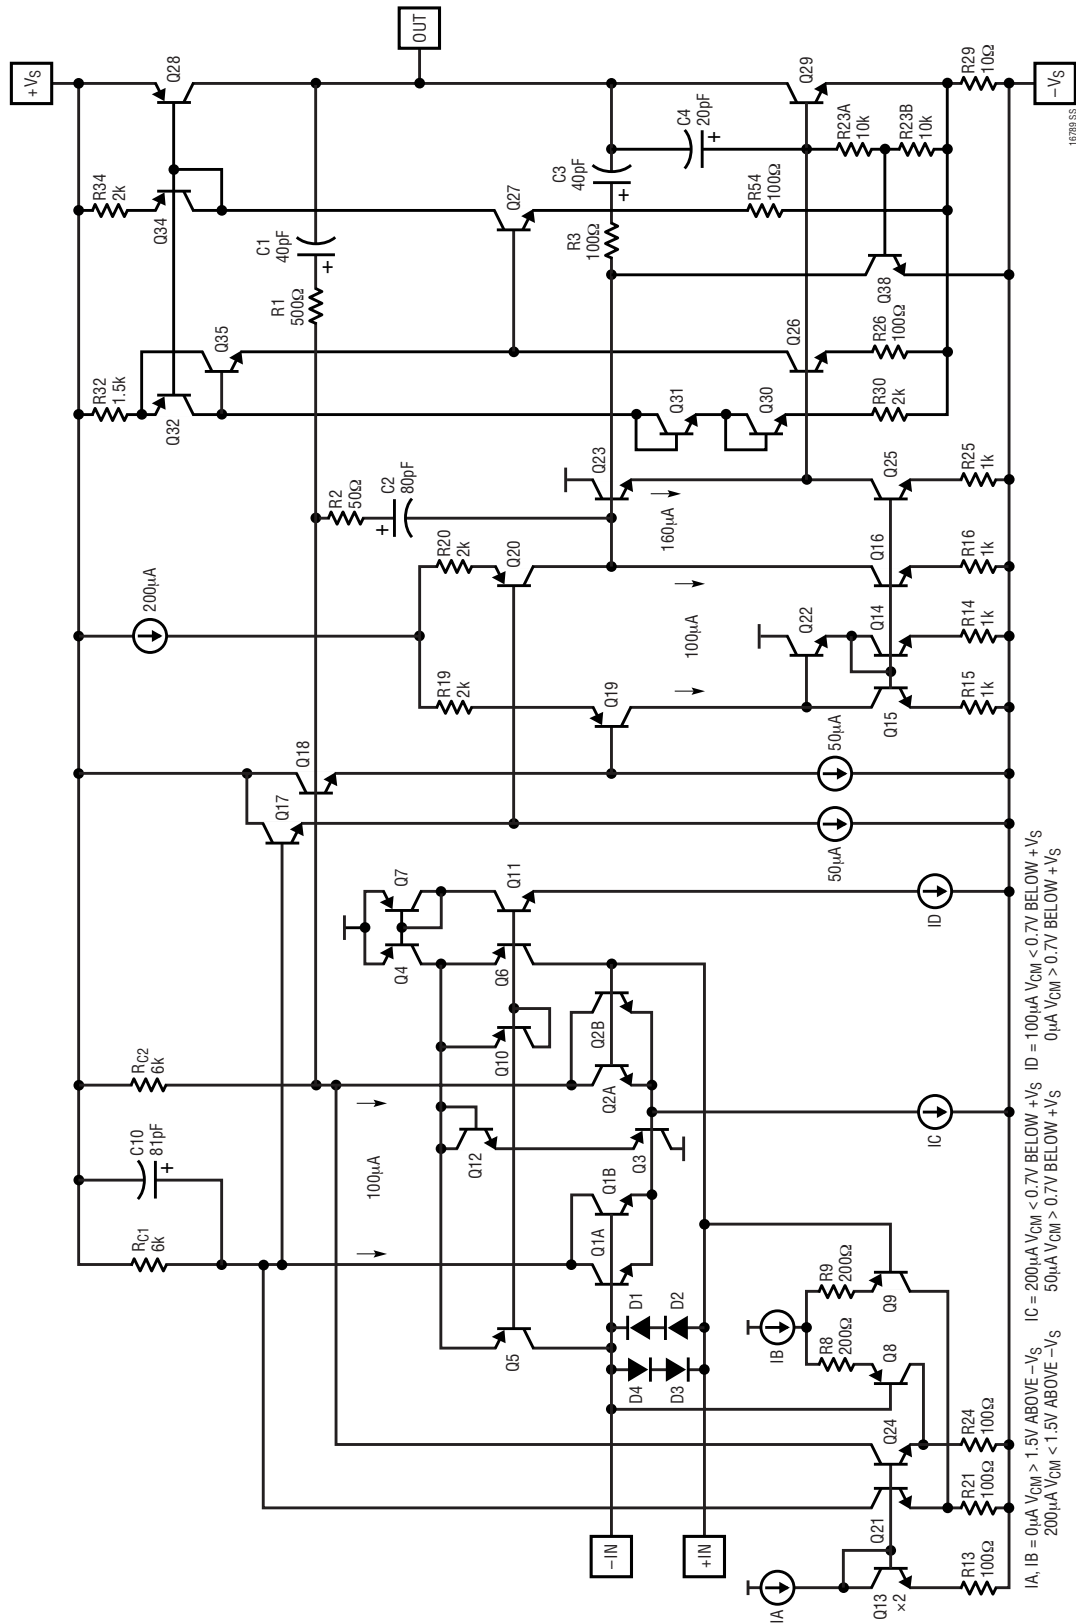 +VS
R32
1.5k
R34
2k
Q28
Q32
Q34
Q35
R1
500Ω
C1
40pF
OUT
200µA
R2
50Ω
C2
80pF
Q27
C3
40pF
R3
100Ω
C4
20pF
R19
2k
R20
2k
Q20
Q19
Q23
160µA
100µA
Q31
Q30
Q26
R54
100Ω
R23A
10k
R23B
10k
Q29
Q22
Q15
Q14
Q16
Q25
Q38
R30
2k
R26
100Ω
R15
1k
R14
1k
R16
1k
R25
1k
R29
10Ω
-VS
Q17
Q18
50µA
50µA
RC1
6k
C10
81pF
RC2
6k
100µA
Q4
Q7
Q6
Q11
Q10
Q12
Q5
Q1A
Q1B
Q3
Q2A
Q2B
D1
D2
D4
D3
-IN
+IN
IB
R8
200Ω
R9
200Ω
Q8
Q9
IA
Q13
×2
Q21
Q24
R13
100Ω
R21
100Ω
R24
100Ω
IC
ID
IA, IB = 0µA VCM > 1.5V ABOVE –VS
200µA VCM < 1.5V ABOVE –VS
IC = 200µA VCM < 0.7V BELOW +VS
50µA VCM > 0.7V BELOW +VS
ID = 100µA VCM < 0.7V BELOW +VS
0µA VCM > 0.7V BELOW +VS
16789 SS